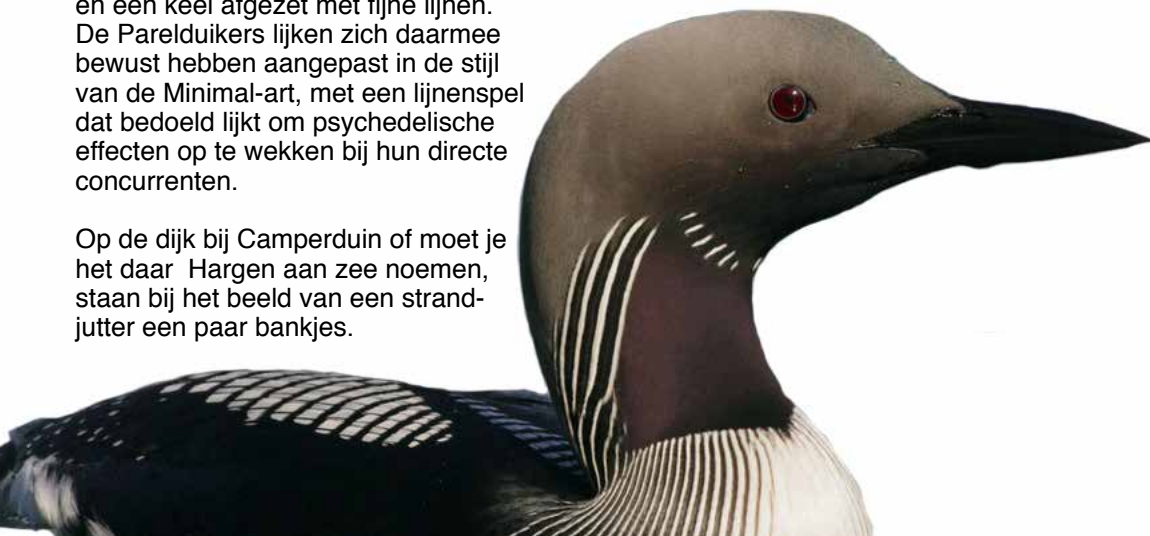 en een keel afgezet met fijne lijnen.
De Parelduikers lijken zich daarmee
bewust hebben aangepast in de stijl
van de Minimal-art, met een lijnenspel
dat bedoeld lijkt om psychedelische
effecten op te wekken bij hun directe
concurrenten.

Op de dijk bij Camperduin of moet je
het daar  Hargen aan zee noemen,
staan bij het beeld van een strand-
jutter een paar bankjes.